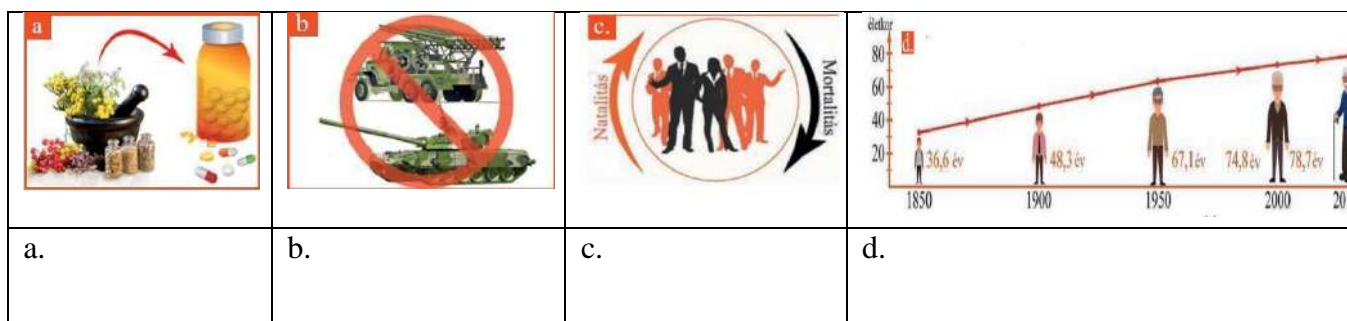 a
b
c.
Natalitás
Mortalitás
életkor
d.
80
60
40
20
36,6 év
48,3 év
67,1 év
74,8 év
78,7 év
1850
1900
1950
2000
20
a.
b.
c.
d.